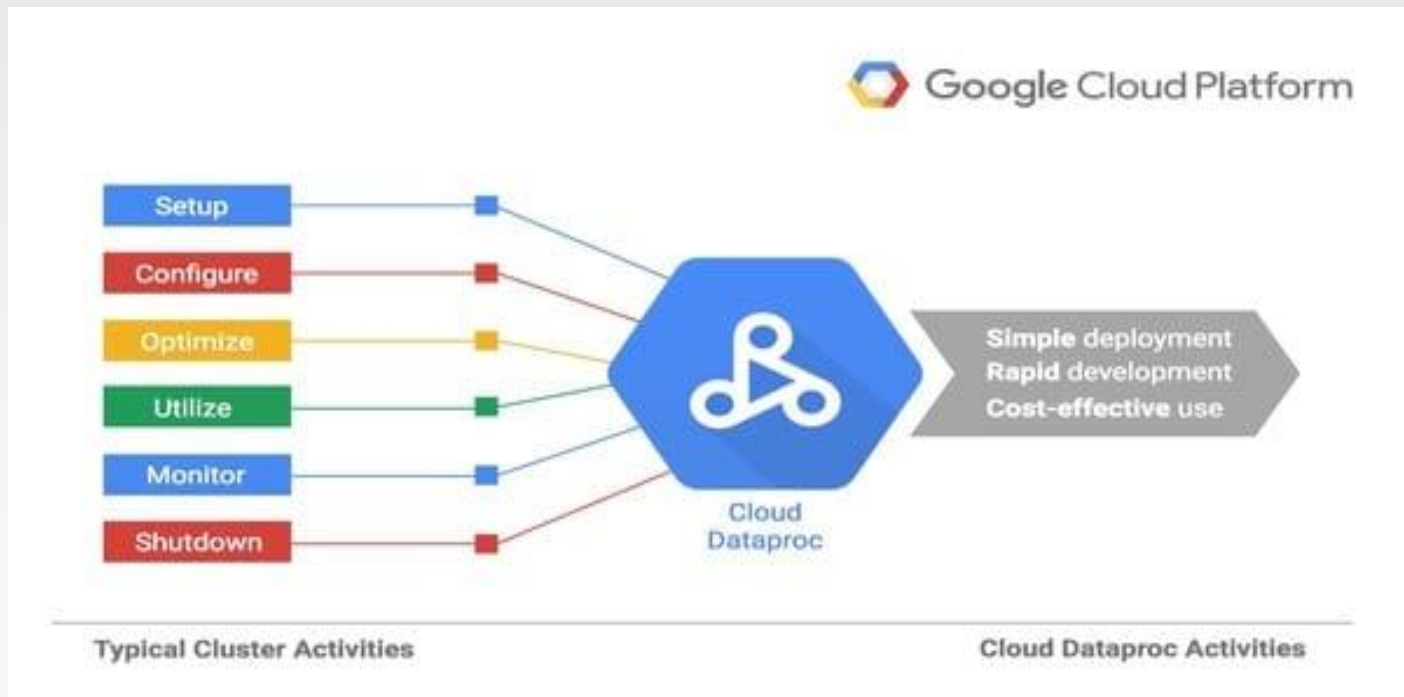 Google Cloud Platform
Setup
Configure
Optimize
Utilize
Monitor
Shutdown
Cloud
Dataproc
Simple deployment
Rapid development
Cost-effective use
Typical Cluster Activities
Cloud Dataproc Activities